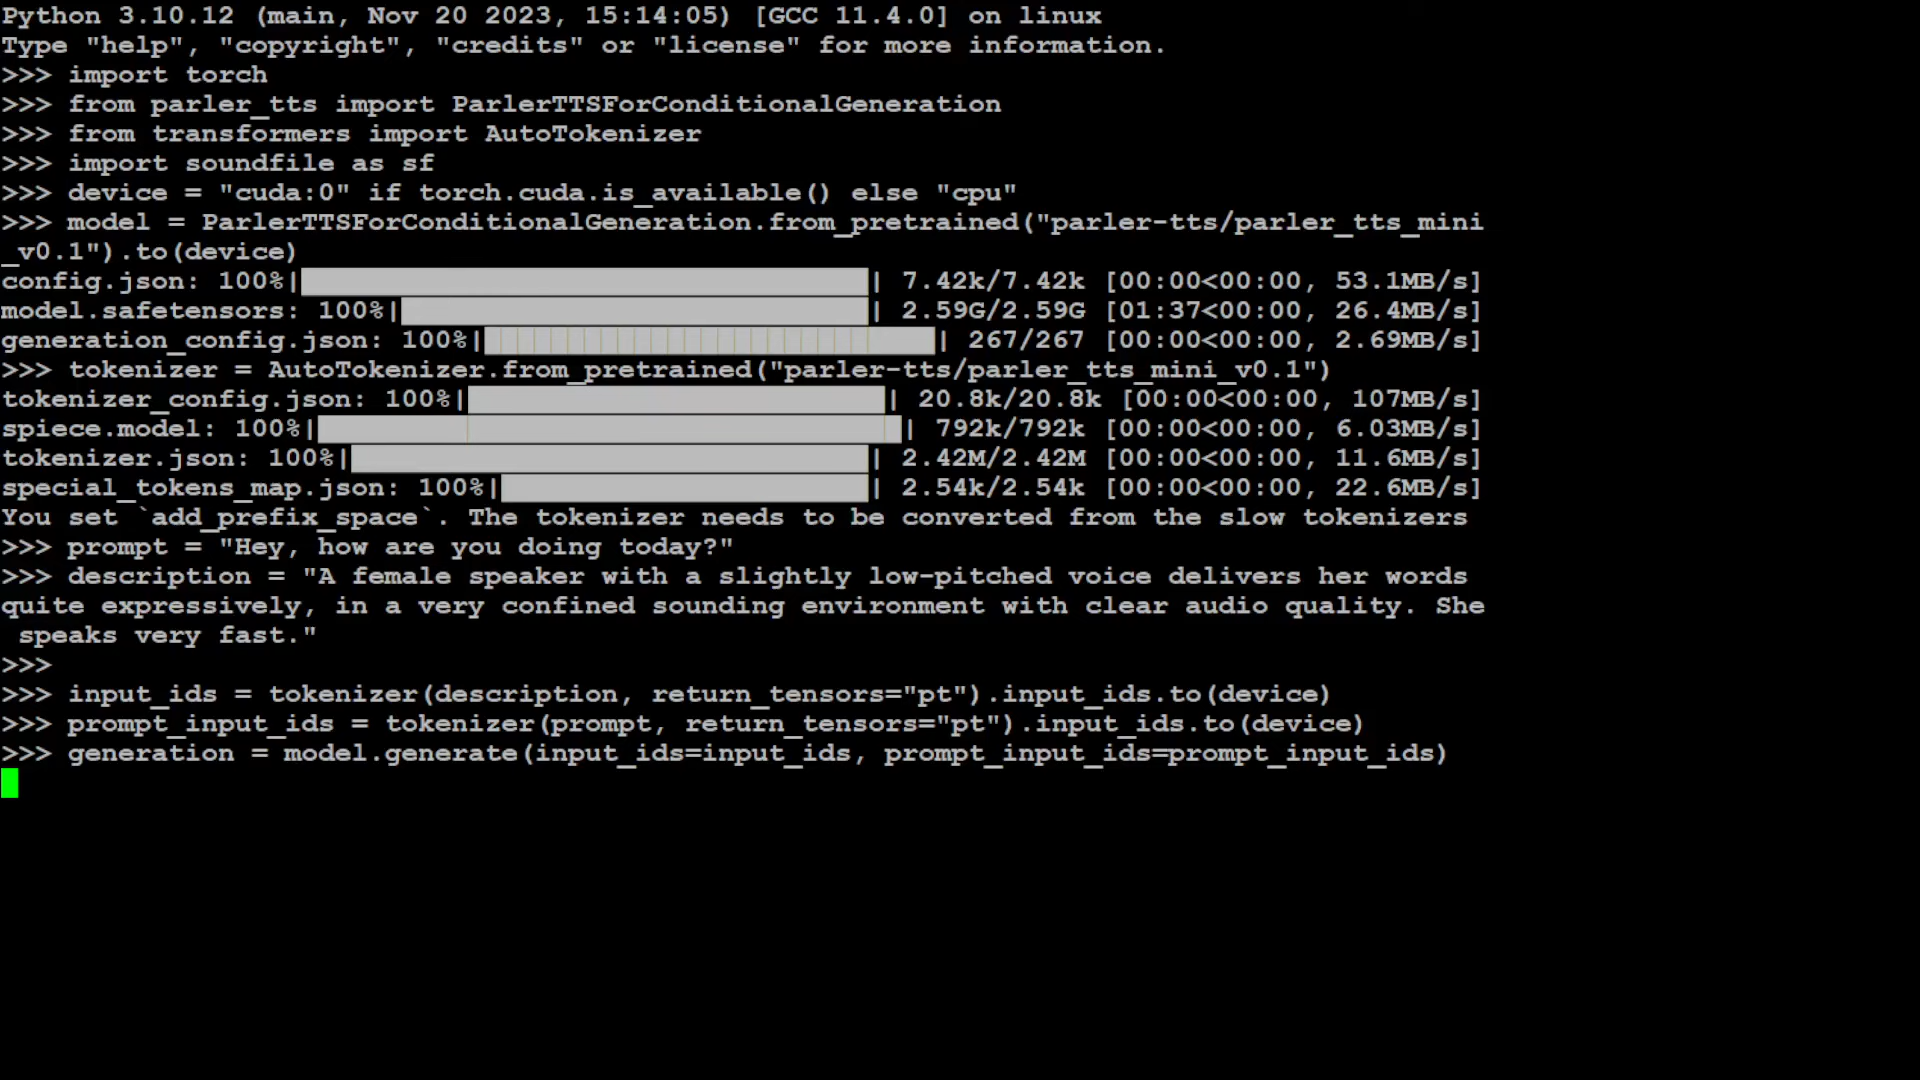 Python 3.10.12 (main, Nov 20 2023, 15:14:05) [GCC 11.4.0] on linux
Type "help", "copyright", "credits" or "license" for more information.
>>> import torch
>>> from parler_tts import ParlerTTSForConditionalGeneration
>>> from transformers import AutoTokenizer
>>> import soundfile as sf
>>> device = "cuda:0" if torch.cuda.is_available() else "cpu"
>>> model = ParlerTTSForConditionalGeneration.from_pretrained("parler-tts/parler_tts_mini
_v0.1").to(device)
config.json: 100%|| 7.42k/7.42k [00:00<00:00, 53.1MB/s]
model.safetensors: 100%|| 2.59G/2.59G [01:37<00:00, 26.4MB/s]
generation_config.json: 100%|| 267/267 [00:00<00:00, 2.69MB/s]
>>> tokenizer = AutoTokenizer.from_pretrained("parler-tts/parler_tts_mini_v0.1")
tokenizer_config.json: 100%|| 20.8k/20.8k [00:00<00:00, 107MB/s]
spiece.model: 100%|| 792k/792k [00:00<00:00, 6.03MB/s]
tokenizer.json: 100%|| 2.42M/2.42M [00:00<00:00, 11.6MB/s]
special_tokens_map.json: 100%|| 2.54k/2.54k [00:00<00:00, 22.6MB/s]
You set `add_prefix_space`. The tokenizer needs to be converted from the slow tokenizers
>>> prompt = "Hey, how are you doing today?"
>>> description = "A female speaker with a slightly low-pitched voice delivers her words
quite expressively, in a very confined sounding environment with clear audio quality. She
 speaks very fast."
>>>
>>> input_ids = tokenizer(description, return_tensors="pt").input_ids.to(device)
>>> prompt_input_ids = tokenizer(prompt, return_tensors="pt").input_ids.to(device)
>>> generation = model.generate(input_ids=input_ids, prompt_input_ids=prompt_input_ids)